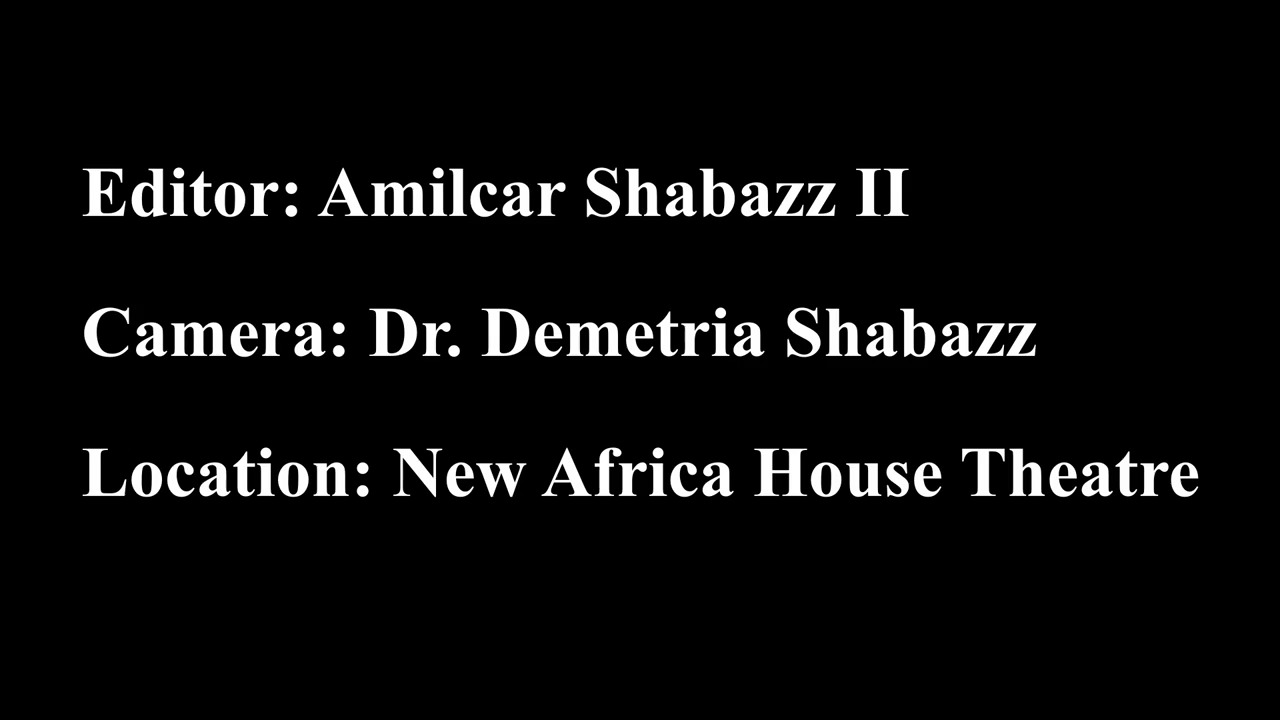 Editor: Amilcar Shabazz II
Camera: Dr. Demetria Shabazz
Location: New Africa House Theatre